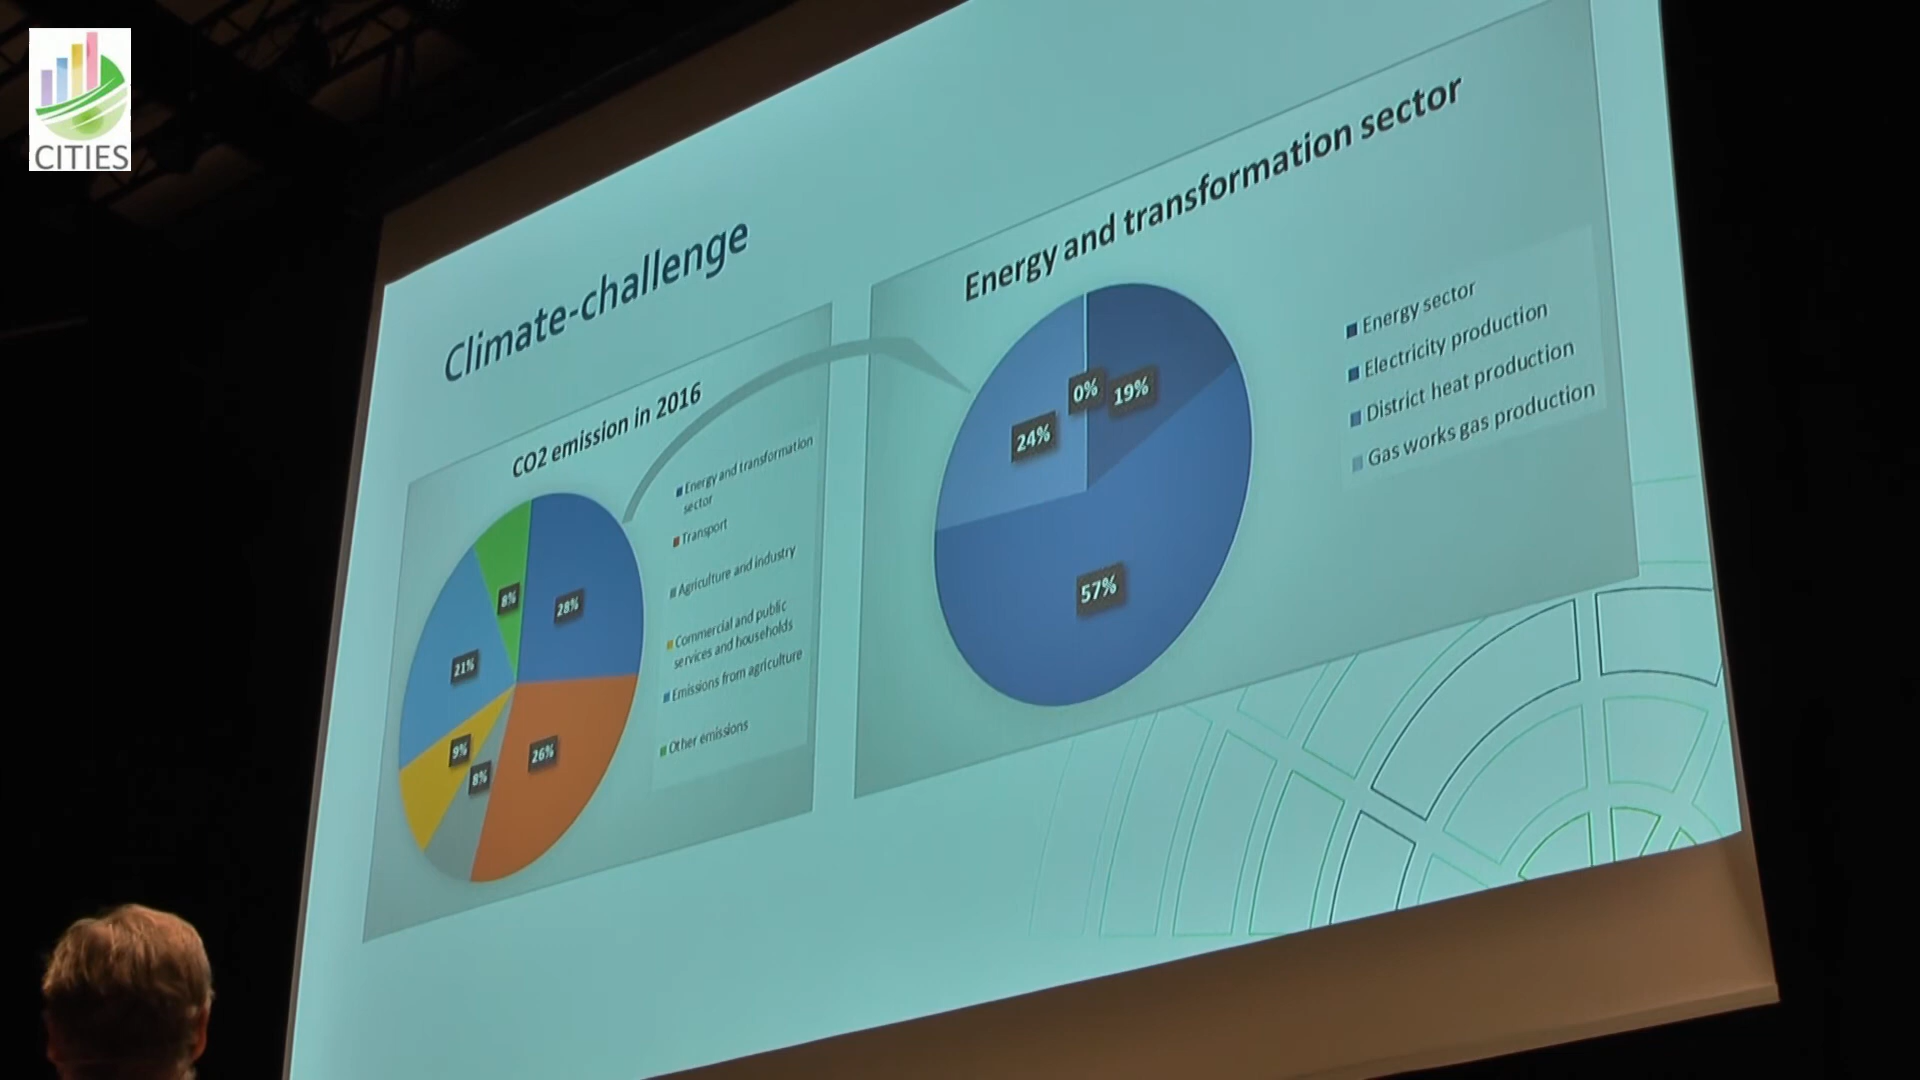 CITIES
Climate-challenge
CO2 emission in 2016
28%
26%
8%
9%
21%
8%
Energy and transformation
sector
Transport
Agriculture and industry
Commercial and public
services and households
Emissions from agriculture
Other emissions
Energy and transformation sector
0%
19%
24%
57%
Energy sector
Electricity production
District heat production
Gas works gas production